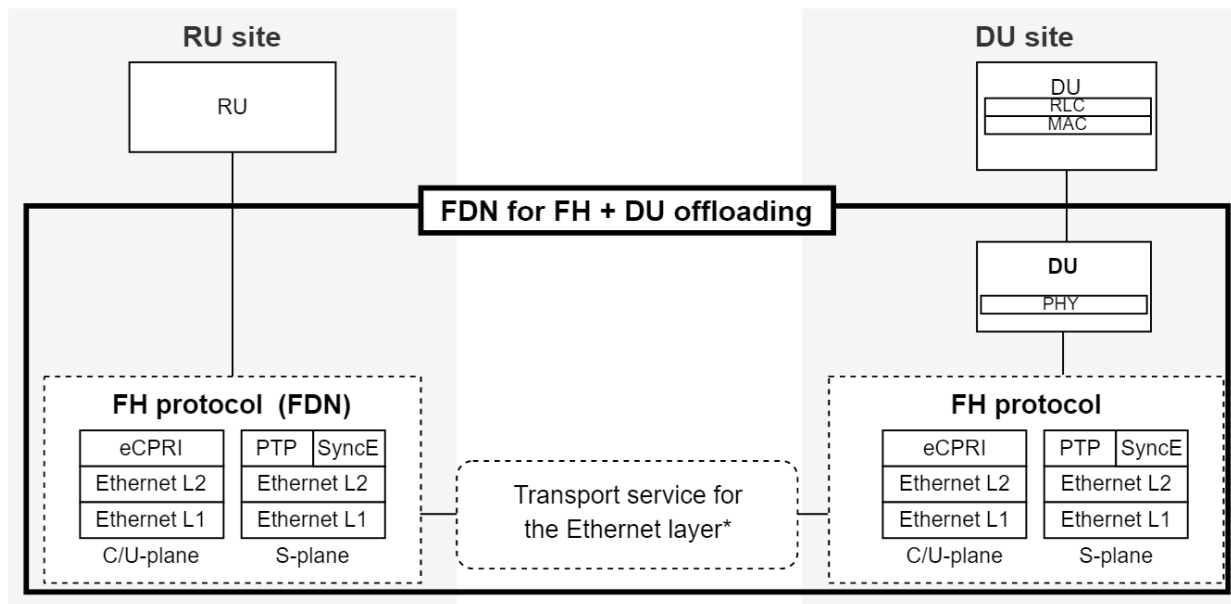 RU site
RU
DU site
DU
RLC
MAC
FDN for FH + DU offloading
DU
PHY
FH protocol (FDN)
eCPRI
Ethernet L2
Ethernet L1
C/U-plane
PTP SyncE
Ethernet L2
Ethernet L1
S-plane
Transport service for
the Ethernet layer*
FH protocol
eCPRI
Ethernet L2
Ethernet L1
C/U-plane
PTP SyncE
Ethernet L2
Ethernet L1
S-plane